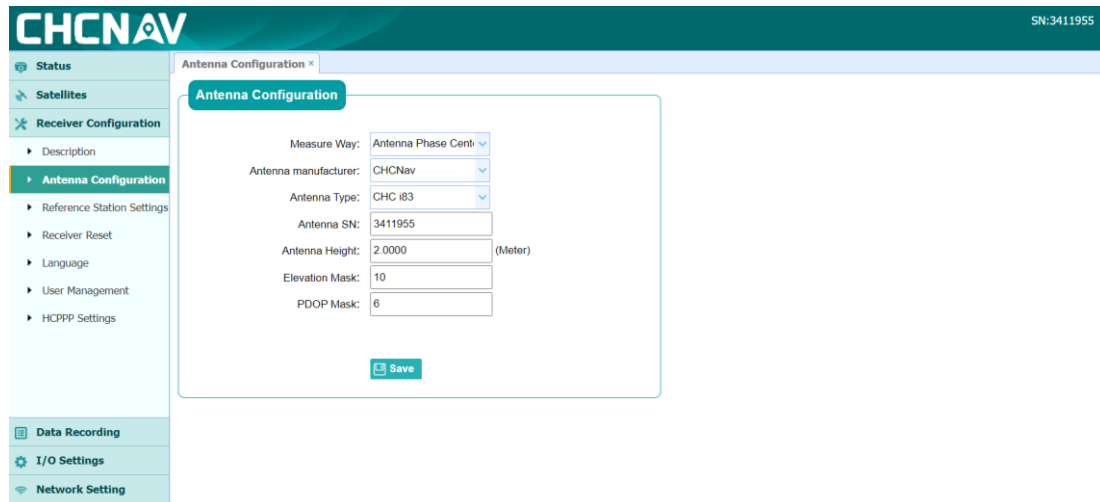 CHCNAV
SN:3411955
Status
Satellites
Receiver Configuration
Description
Antenna Configuration
Reference Station Settings
Receiver Reset
Language
User Management
HCPPP Settings
Data Recording
I/O Settings
Network Setting
Antenna Configuration ×
Antenna Configuration
Measure Way: Antenna Phase Cent
Antenna manufacturer: CHCNav
Antenna Type: CHC i83
Antenna SN: 3411955
Antenna Height: 2.0000 (Meter)
Elevation Mask: 10
PDOP Mask: 6
Save